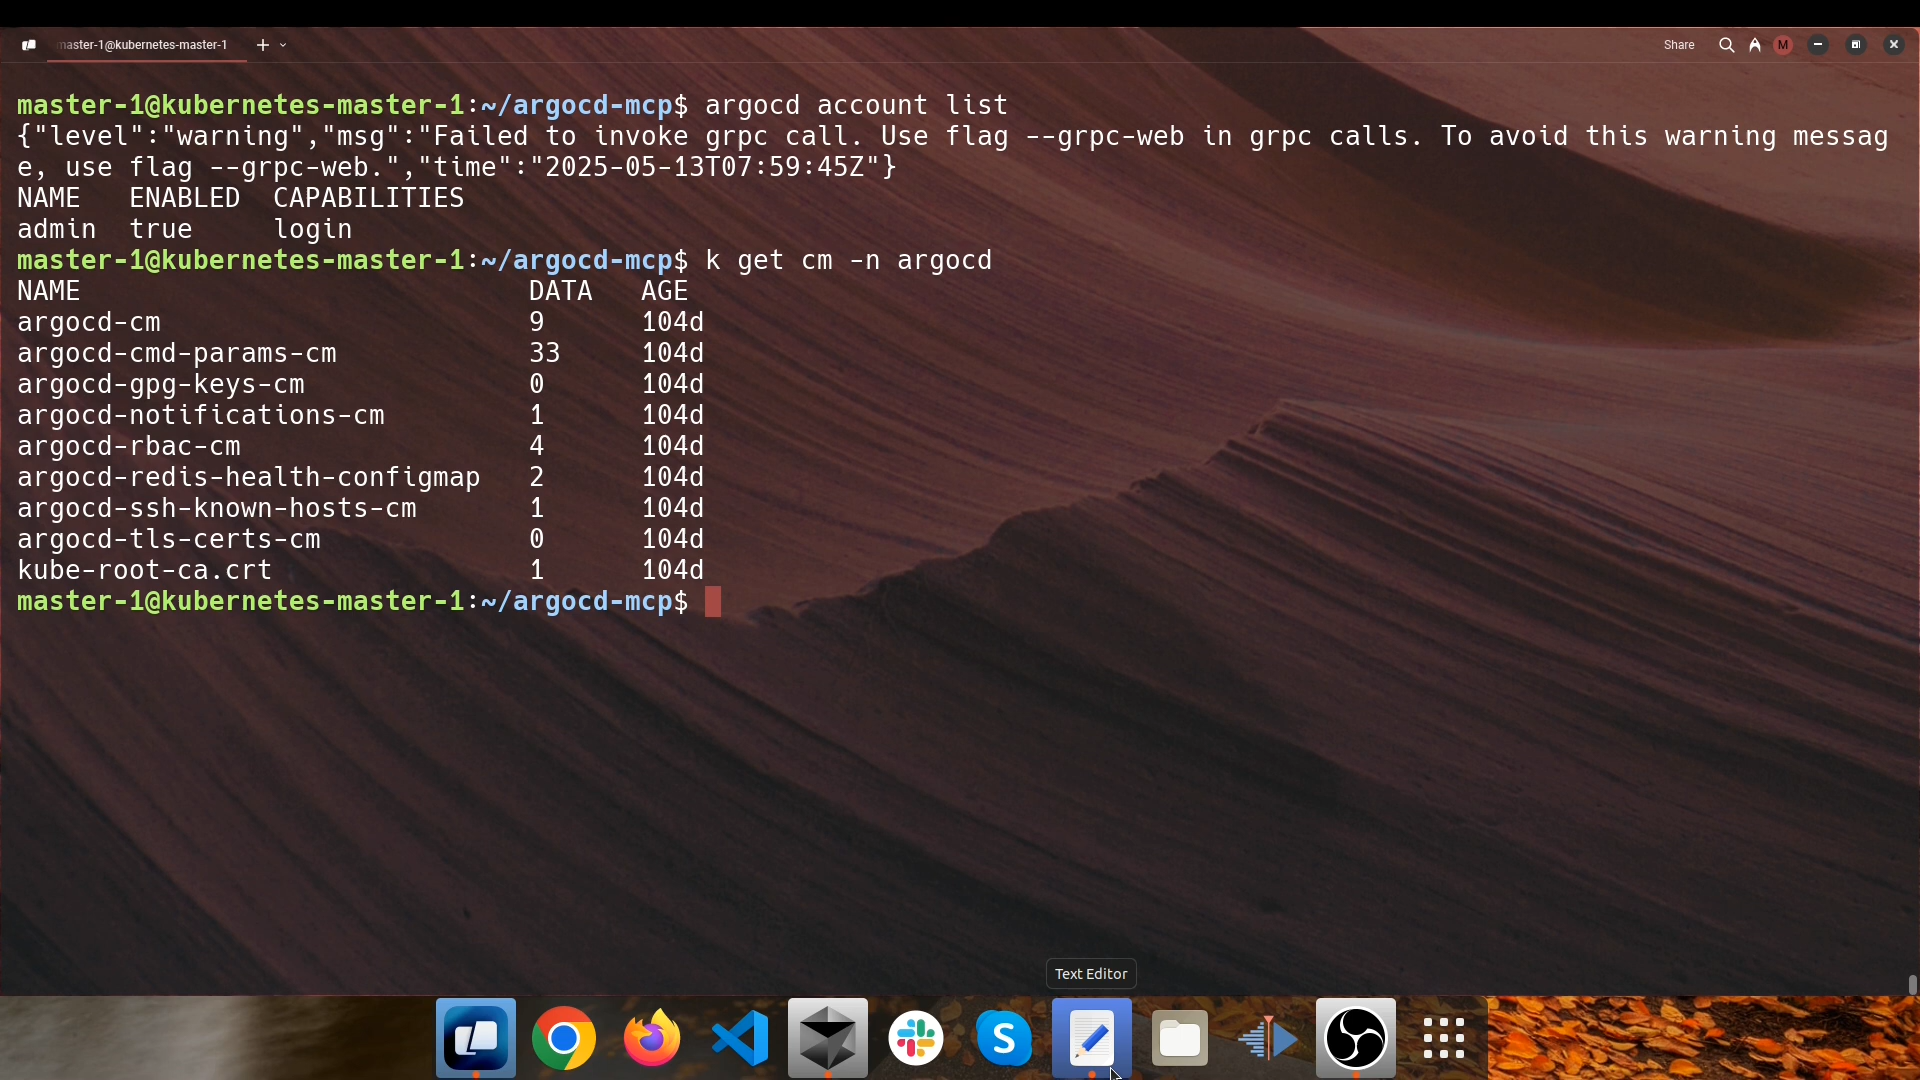 master-1@kubernetes-master-1
Share
M
master-1@kubernetes-master-1:~/argocd-mcp$ argocd account list
{"level":"warning","msg":"Failed to invoke grpc call. Use flag --grpc-web in grpc calls. To avoid this warning messag
e, use flag --grpc-web.","time":"2025-05-13T07:59:45Z"}
NAME ENABLED CAPABILITIES
admin true login
master-1@kubernetes-master-1:~/argocd-mcp$ k get cm -n argocd
NAME DATA AGE
argocd-cm 9 104d
argocd-cmd-params-cm 33 104d
argocd-gpg-keys-cm 0 104d
argocd-notifications-cm 1 104d
argocd-rbac-cm 4 104d
argocd-redis-health-configmap 2 104d
argocd-ssh-known-hosts-cm 1 104d
argocd-tls-certs-cm 0 104d
kube-root-ca.crt 1 104d
master-1@kubernetes-master-1:~/argocd-mcp$
Text Editor
S